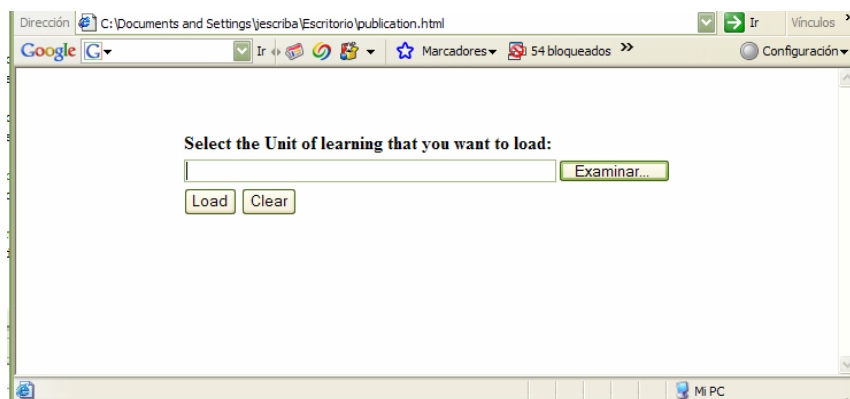 Dirección C:\Documents and Settings\jescriba\Escritorio\publication.html Ir Vínculos »
Google G Ir Marcadores 54 bloqueados » Configuración
Select the Unit of learning that you want to load:
Examinar...
Load Clear
Mi PC